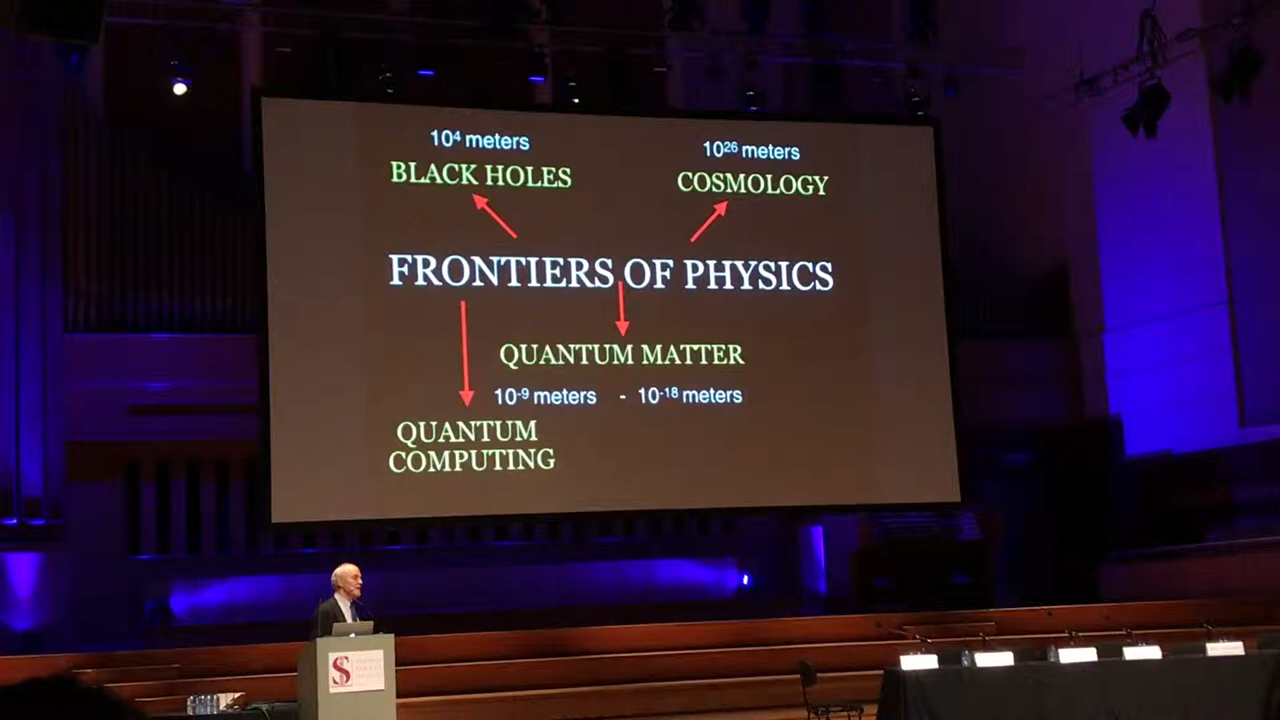 10⁴ meters
BLACK HOLES
10²⁶ meters
COSMOLOGY
FRONTIERS OF PHYSICS
QUANTUM MATTER
10⁻⁹ meters - 10⁻¹⁸ meters
QUANTUM
COMPUTING
S